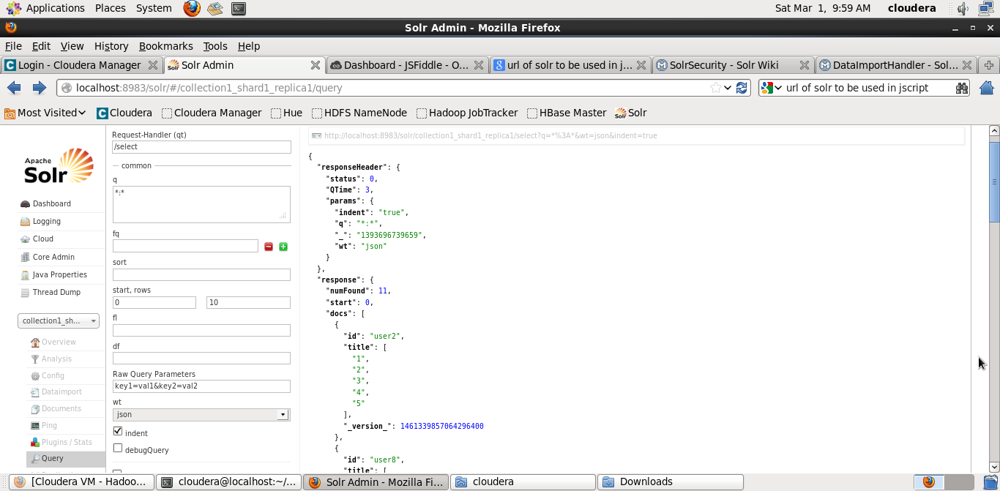 Applications Places System Sat Mar 1, 9:59 AM cloudera
Solr Admin - Mozilla Firefox
File Edit View History Bookmarks Tools Help
Login - Cloudera Manager Solr Admin Dashboard - JSFiddle - O... url of solr to be used in j... SolrSecurity - Solr Wiki DataImportHandler - Sol...
localhost:8983/solr/#/collection1_shard1_replica1/query url of solr to be used in jscript
Most Visited Cloudera Cloudera Manager Hue HDFS NameNode Hadoop JobTracker HBase Master Solr
Apache
Solr
Dashboard
Logging
Cloud
Core Admin
Java Properties
Thread Dump
collection1_sh...
Overview
Analysis
Config
Dataimport
Documents
Ping
Plugins / Stats
Query
Request-Handler (qt)
/select
common
q
*:*
fq
sort
start, rows
0 10
fl
df
Raw Query Parameters
key1=val1&key2=val2
wt
json
indent
debugQuery
http://localhost:8983/solr/collection1_shard1_replica1/select?q=*%3A*&wt=json&indent=true
{
"responseHeader": {
"status": 0,
"QTime": 3,
"params": {
"indent": "true",
"q": "*:*",
"_": "1393696739659",
"wt": "json"
}
},
"response": {
"numFound": 11,
"start": 0,
"docs": [
{
"id": "user2",
"title": [
"1",
"2",
"3",
"4",
"5"
],
"_version_": 1461339857064296400
},
{
"id": "user8",
"title": [
[Cloudera VM - Hadoo... cloudera@localhost:~/... Solr Admin - Mozilla Fi... cloudera Downloads